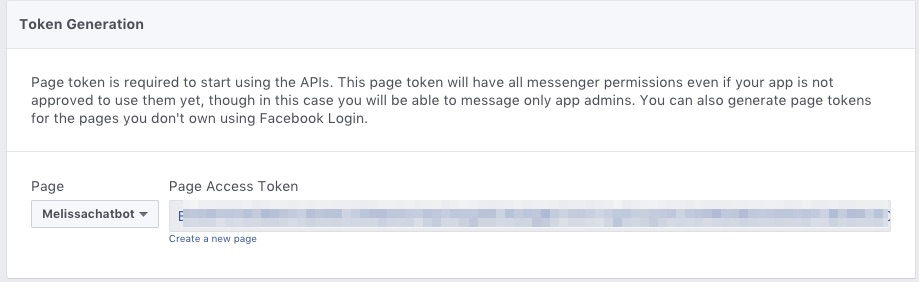 Token Generation
Page token is required to start using the APIs. This page token will have all messenger permissions even if your app is not
approved to use them yet, though in this case you will be able to message only app admins. You can also generate page tokens
for the pages you don't own using Facebook Login.
Page
Page Access Token
Melissachatbot
Create a new page